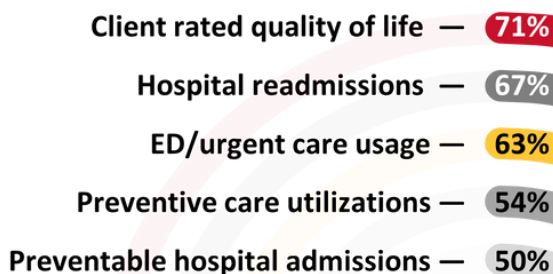 Client rated quality of life — 71%
Hospital readmissions — 67%
ED/urgent care usage — 63%
Preventive care utilizations — 54%
Preventable hospital admissions — 50%